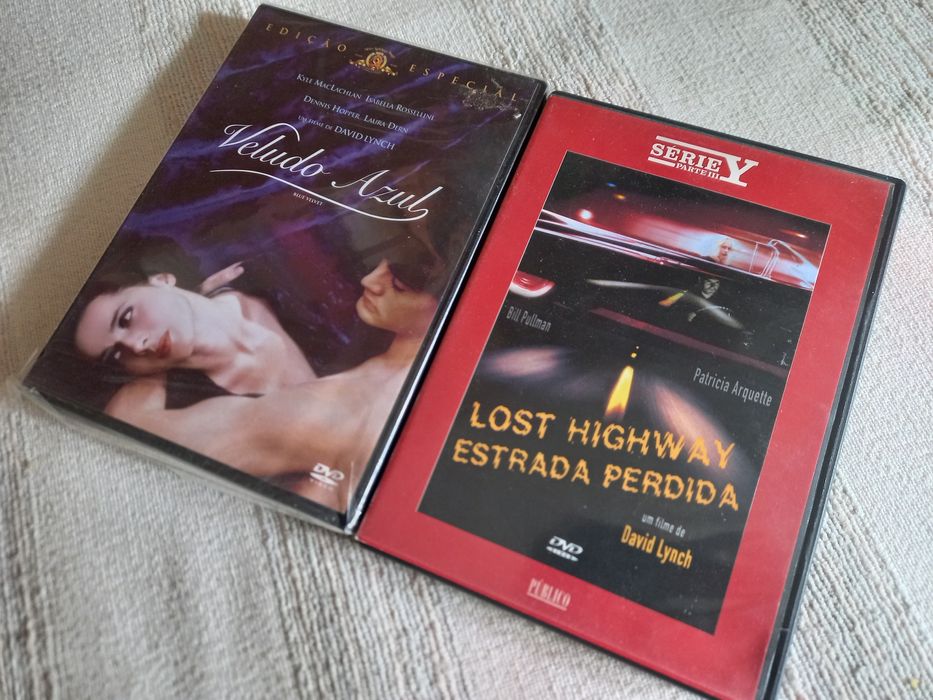 EDIÇÃO ESPECIAL
KYLE MACLACHLAN ISABELLA ROSSELLINI
DENNIS HOPPER LAURA DERN
UM FILME DE DAVID LYNCH
Veludo Azul
BLUE VELVET
DVD
SÉRIE Y
PARTE III
Bill Pullman
Patricia Arquette
LOST HIGHWAY
ESTRADA PERDIDA
um filme de
David Lynch
DVD
PÚBLICO